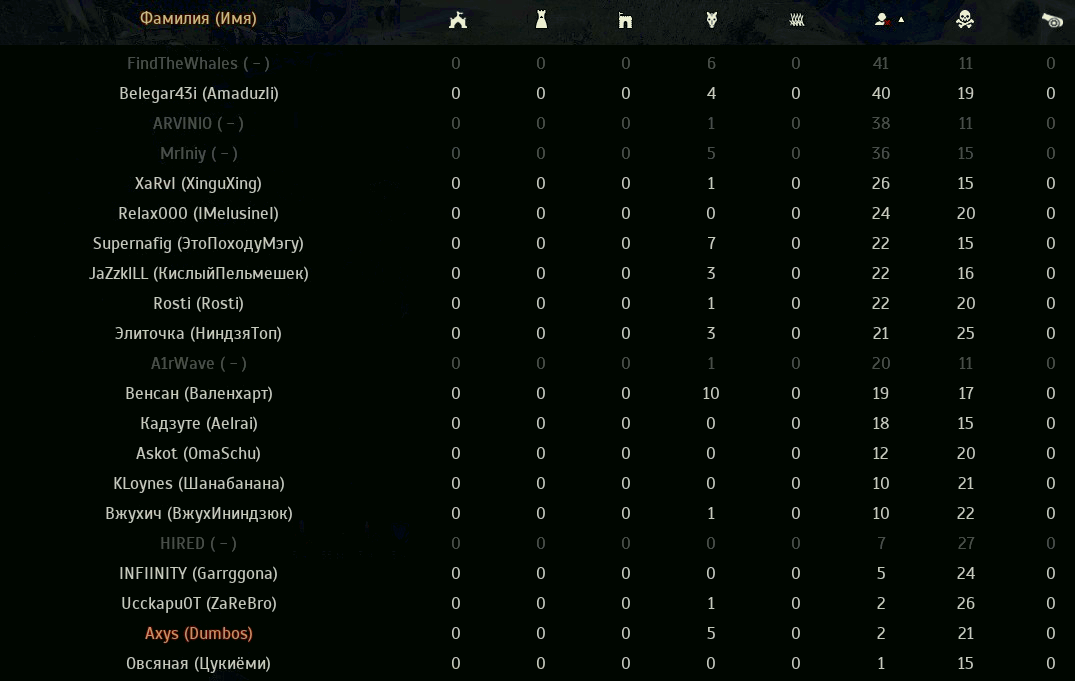 Фамилия (Имя)
FindTheWhales ( – ) 0 0 0 6 0 41 11 0
Belegar43i (Amaduzli) 0 0 0 4 0 40 19 0
ARVINIO ( – ) 0 0 0 1 0 38 11 0
MrIniy ( – ) 0 0 0 5 0 36 15 0
XaRvI (XinguXing) 0 0 0 1 0 26 15 0
Relax000 (IMelusineI) 0 0 0 0 0 24 20 0
Supernafig (ЭтоПоходуМэгу) 0 0 0 7 0 22 15 0
JaZzkILL (КислыйПельмешек) 0 0 0 3 0 22 16 0
Rosti (Rosti) 0 0 0 1 0 22 20 0
Элиточка (НиндзяТоп) 0 0 0 3 0 21 25 0
A1rWave ( – ) 0 0 0 1 0 20 11 0
Венсан (Валенхарт) 0 0 0 10 0 19 17 0
Кадзуте (Aelrai) 0 0 0 0 0 18 15 0
Askot (OmaSchu) 0 0 0 0 0 12 20 0
KLoynes (Шанабанана) 0 0 0 0 0 10 21 0
Вжухич (ВжухИниндзюк) 0 0 0 1 0 10 22 0
HIRED ( – ) 0 0 0 0 0 7 27 0
INFIINITY (Garrggona) 0 0 0 0 0 5 24 0
Ucckapu0T (ZaReBro) 0 0 0 1 0 2 26 0
Axys (Dumbos) 0 0 0 5 0 2 21 0
Овсяная (Цукиёми) 0 0 0 0 0 1 15 0